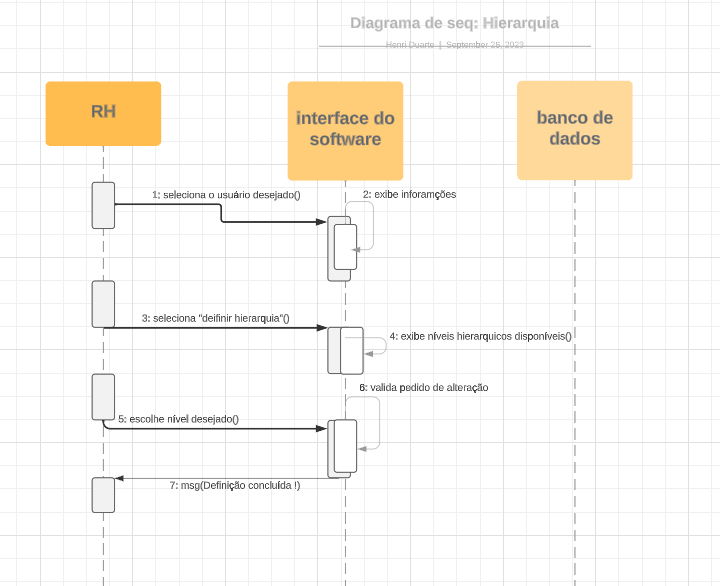 Diagrama de seq: Hierarquia
Henri Duarte | September 26, 2023
RH
interface do
software
banco de
dados
1: seleciona o usuário desejado()
2: exibe inforamções
3: seleciona "deifinir hierarquia"()
4: exibe níveis hierarquicos disponíveis()
6: valida pedido de alteração
5: escolhe nível desejado()
7: msg(Definição concluída !)